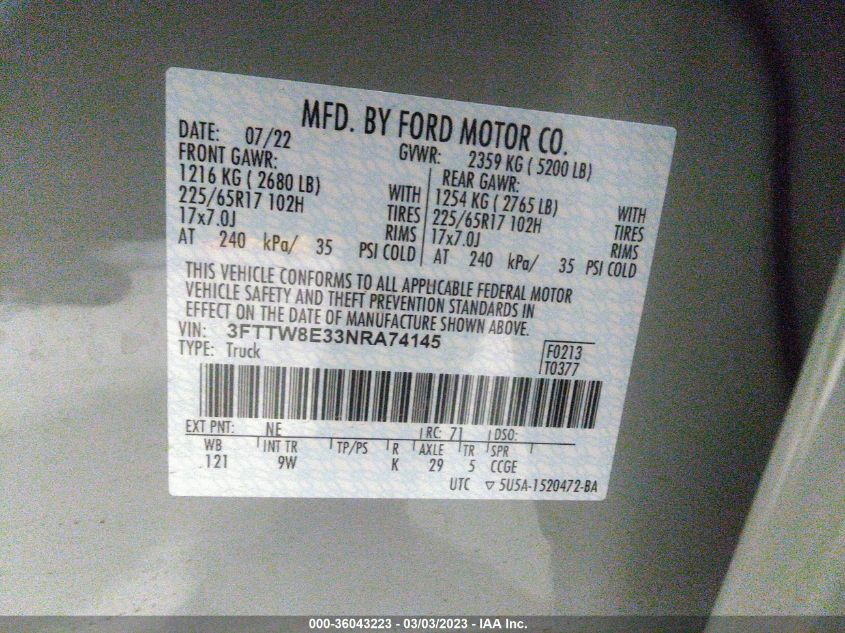 MFD. BY FORD MOTOR CO.
DATE: 07/22 GVWR: 2359 KG ( 5200 LB)
FRONT GAWR: REAR GAWR:
1216 KG ( 2680 LB) WITH 1254 KG ( 2765 LB) WITH
225/65R17 102H TIRES 225/65R17 102H TIRES
17x7.0J RIMS 17x7.0J RIMS
AT 240 kPa/ 35 PSI COLD AT 240 kPa/ 35 PSI COLD
THIS VEHICLE CONFORMS TO ALL APPLICABLE FEDERAL MOTOR
VEHICLE SAFETY AND THEFT PREVENTION STANDARDS IN
EFFECT ON THE DATE OF MANUFACTURE SHOWN ABOVE.
VIN: 3FTTW8E33NRA74145
TYPE: Truck F0213
T0377
EXT PNT: NE RC: 71 DSO:
WB INT TR TP/PS R AXLE TR SPR
121 9W K 29 5 CCGE
UTC ▽ 5U5A-1520472-BA
000-36043223 - 03/03/2023 - IAA Inc.